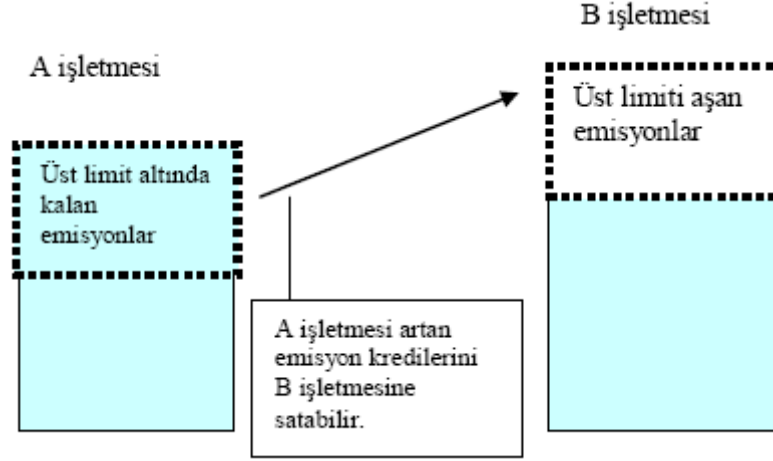 A işletmesi
Üst limit altında
kalan
emisyonlar
A işletmesi artan
emisyon kredilerini
B işletmesine
satabilir.
B işletmesi
Üst limiti aşan
emisyonlar